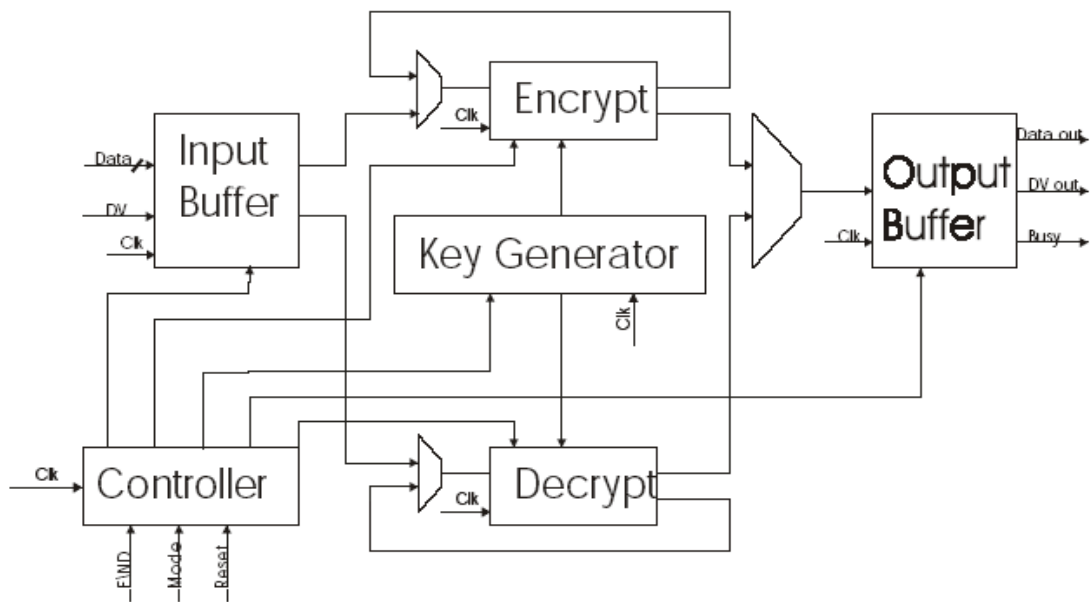 Encrypt
Clk
Input
Buffer
Data
DV
Clk
Key Generator
Clk
Output
Buffer
Data out
DV out
Busy
Clk
Controller
Clk
E\ND
Mode
Reset
Decrypt
Clk